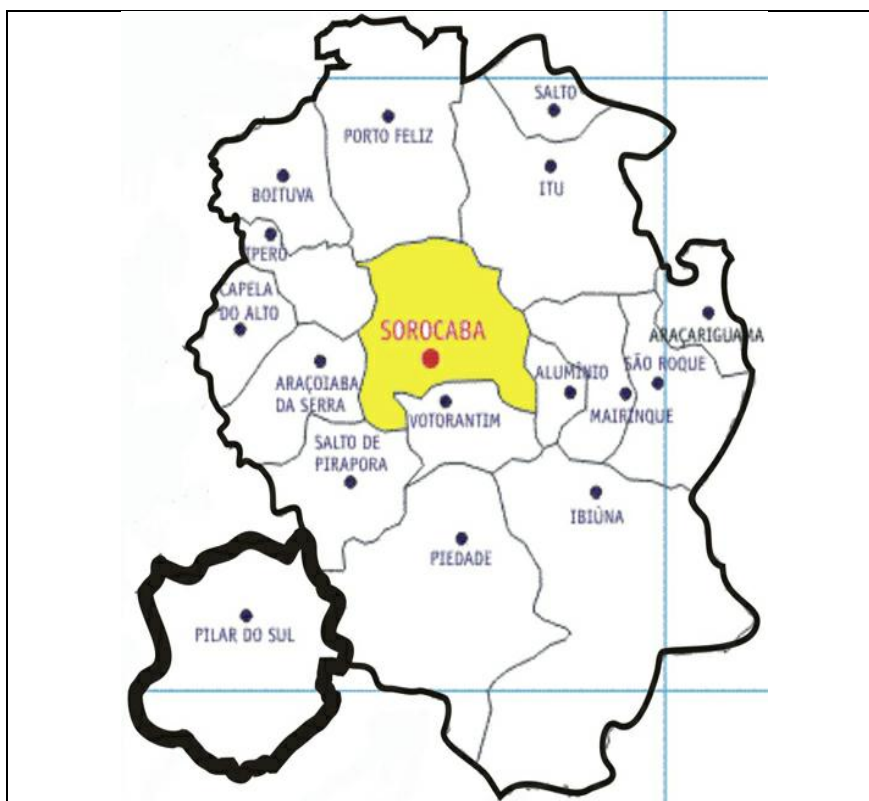 SALTO
PORTO FELIZ
ITU
BOITUVA
IPERÓ
CAPELA
DO ALTO
ARAÇARIGUAMA
SOROCABA
ARAÇOIABA
DA SERRA
ALUMÍNIO
SÃO ROQUE
MAIRINQUE
VOTORANTIM
SALTO DE
PIRAPORA
IBIÚNA
PIEDADE
PILAR DO SUL